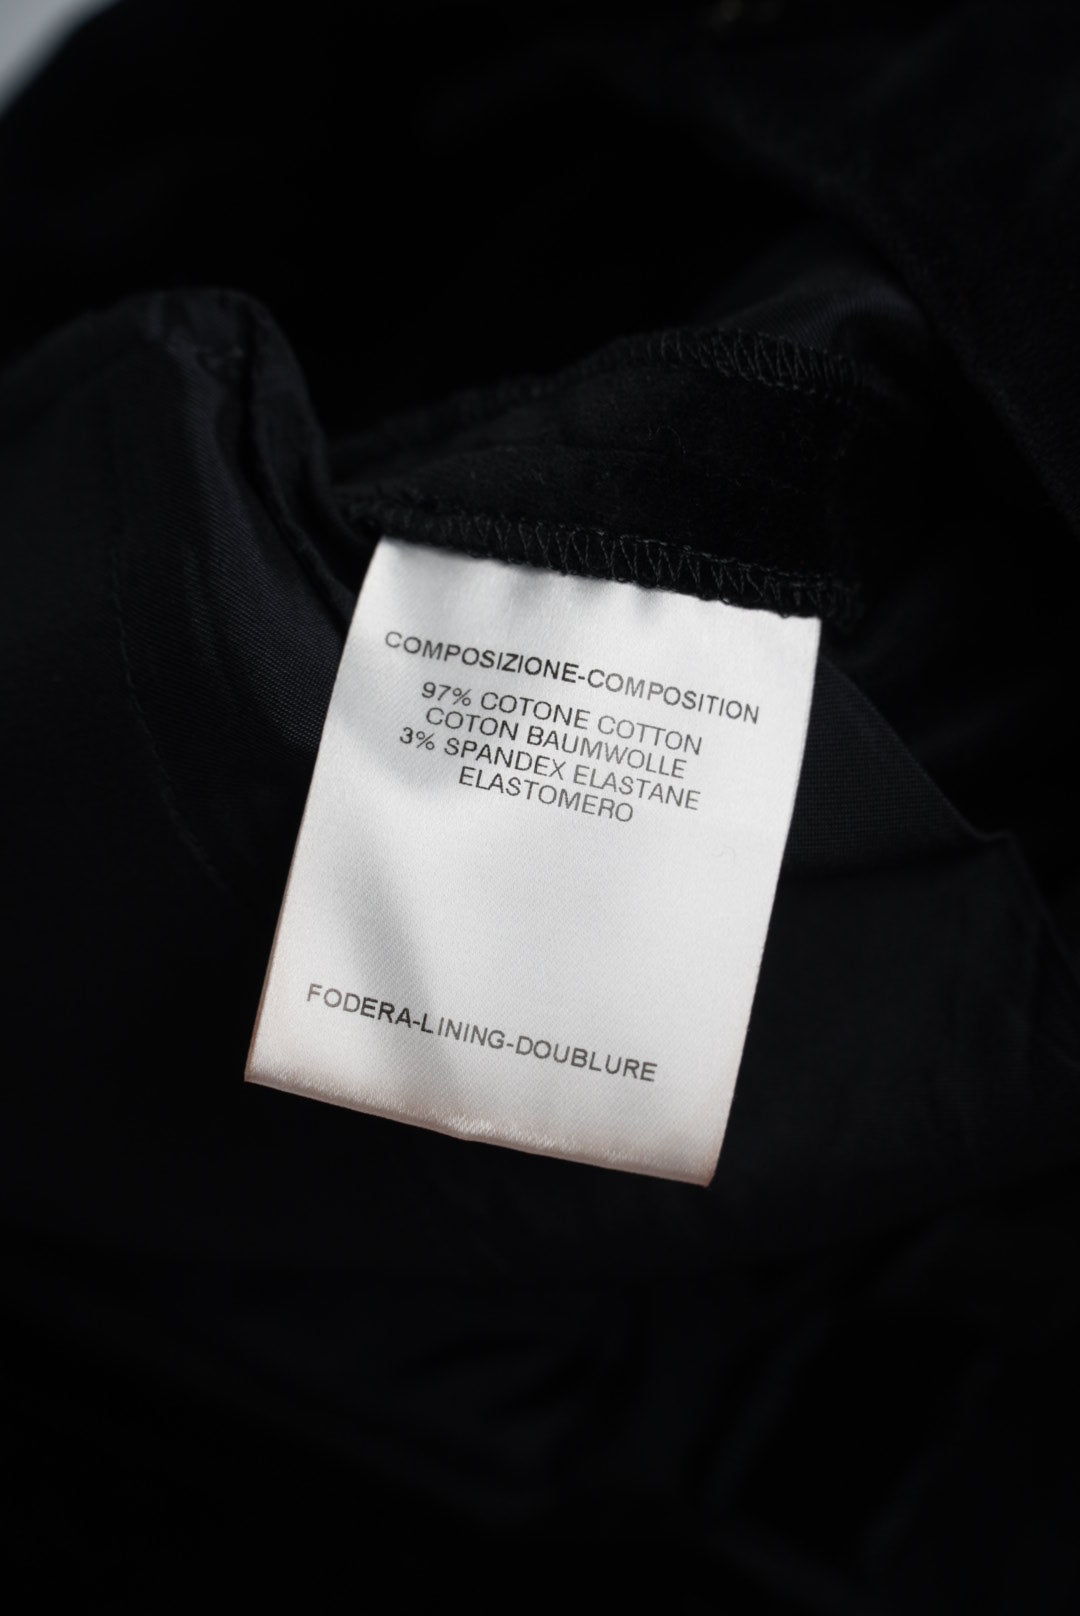 COMPOSIZIONE-COMPOSITION
97% COTONE COTTON
COTON BAUMWOLLE
3% SPANDEX ELASTANE
ELASTOMERO
FODERA-LINING-DOUBLURE